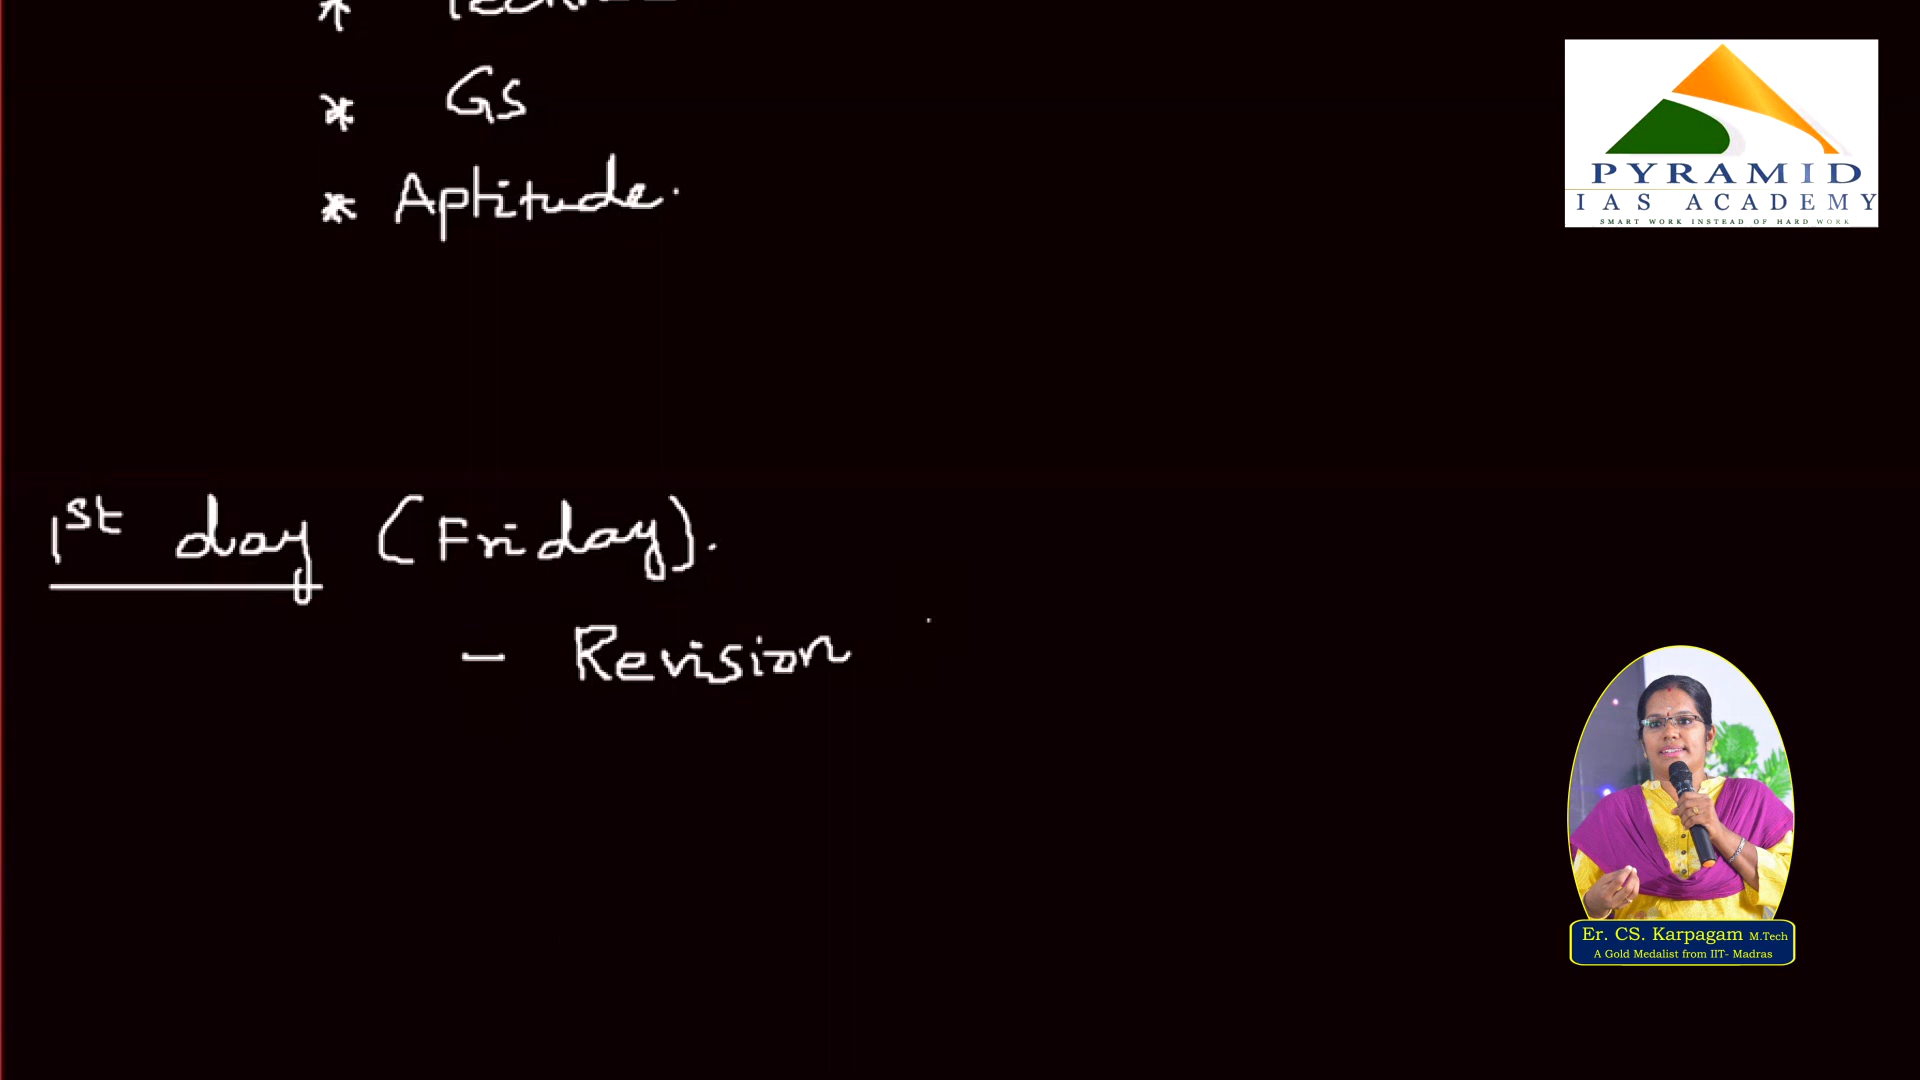 * GS
* Aptitude.
1st day (Friday).
- Revision
PYRAMID
IAS ACADEMY
SMART WORK INSTEAD OF HARD WORK
Er. CS. Karpagam M.Tech
A Gold Medalist from IIT- Madras